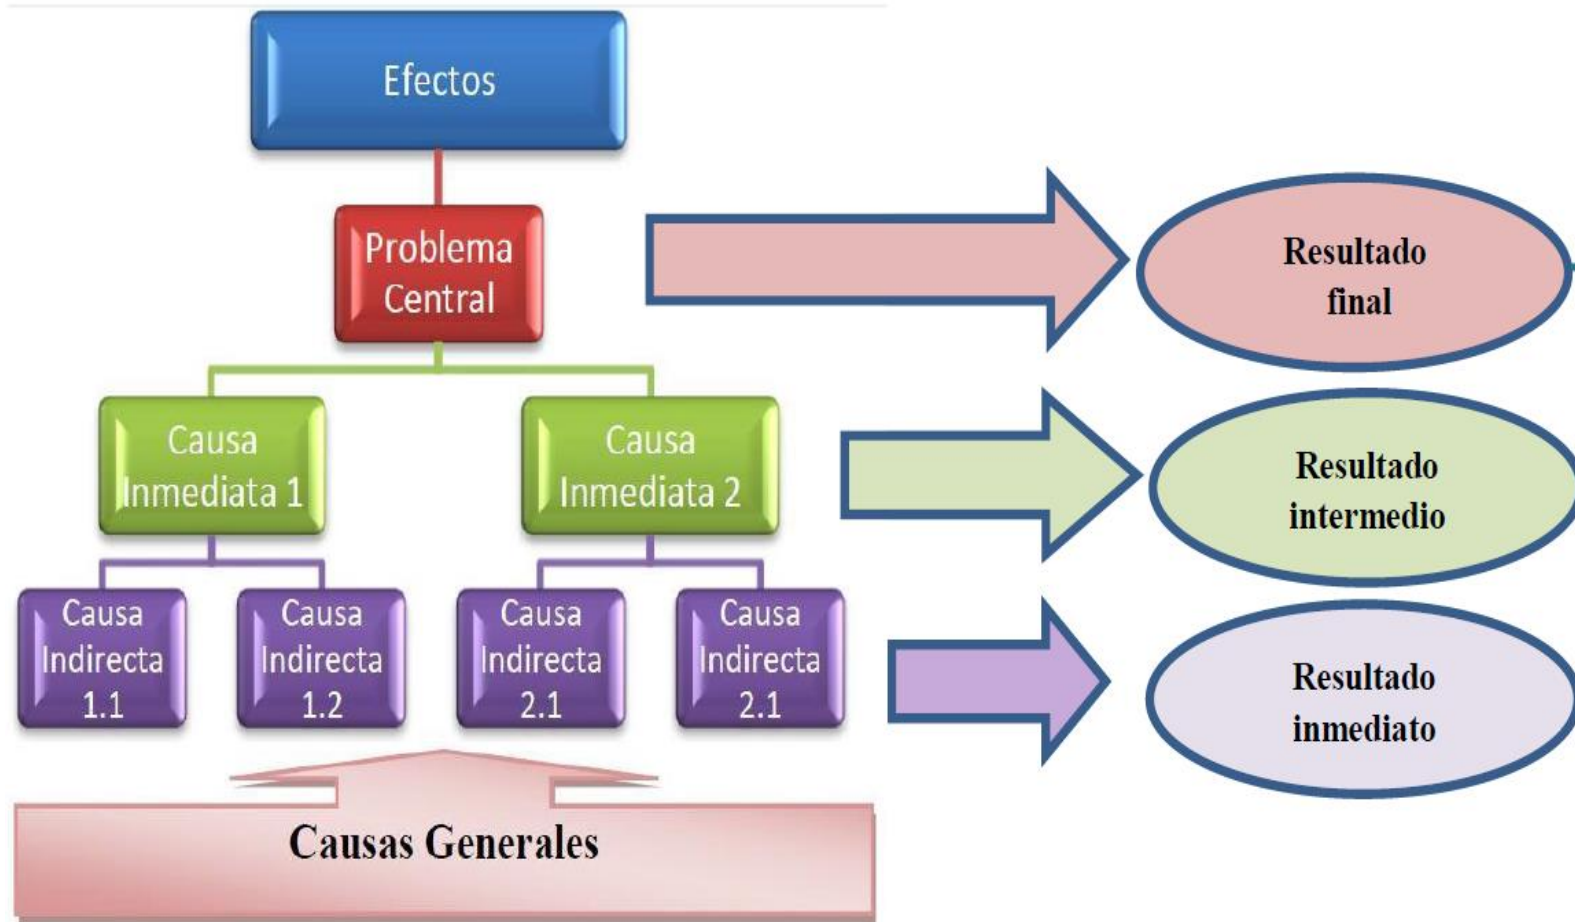 Efectos
Problema
Central
Resultado
final
Causa
Inmediata 1
Causa
Inmediata 2
Resultado
intermedio
Causa
Indirecta
1.1
Causa
Indirecta
1.2
Causa
Indirecta
2.1
Causa
Indirecta
2.1
Resultado
inmediato
Causas Generales